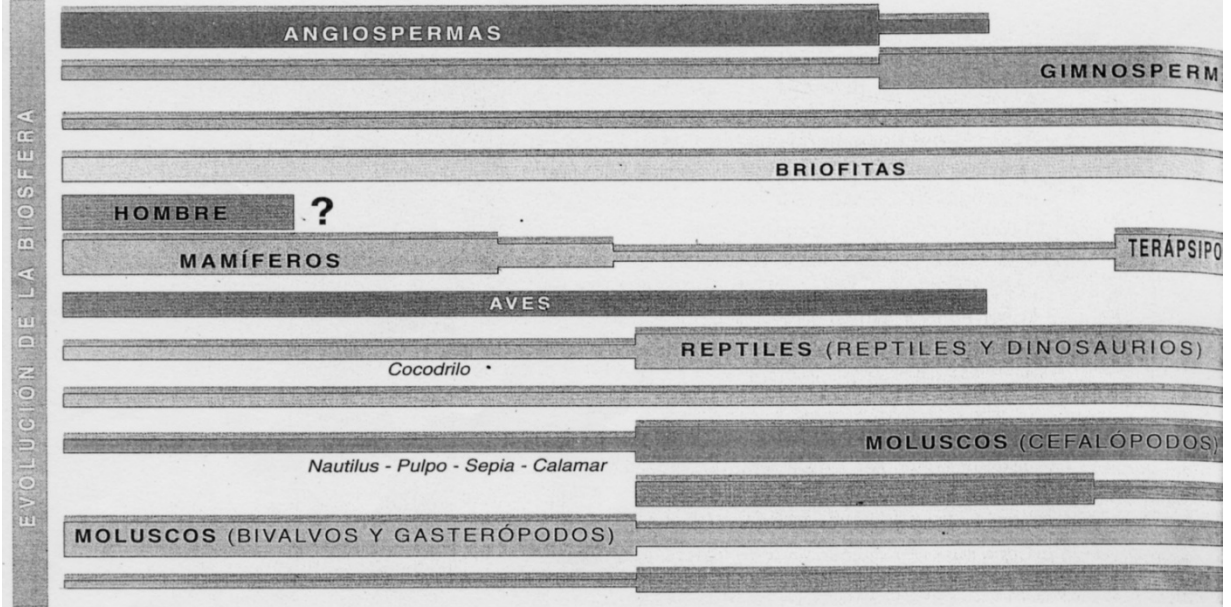 EVOLUCIÓN DE LA BIOSFERA
ANGIOSPERMAS
GIMNOSPERM
BRIOFITAS
HOMBRE ?
MAMÍFEROS
TERÁPSIPO
AVES
REPTILES (REPTILES Y DINOSAURIOS)
Cocodrilo
MOLUSCOS (CEFALÓPODOS)
Nautilus - Pulpo - Sepia - Calamar
MOLUSCOS (BIVALVOS Y GASTERÓPODOS)